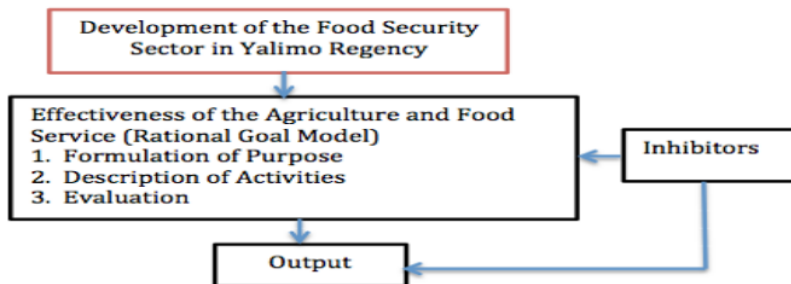 Development of the Food Security
Sector in Yalimo Regency
Effectiveness of the Agriculture and Food
Service (Rational Goal Model)
1. Formulation of Purpose
2. Description of Activities
3. Evaluation
Inhibitors
Output